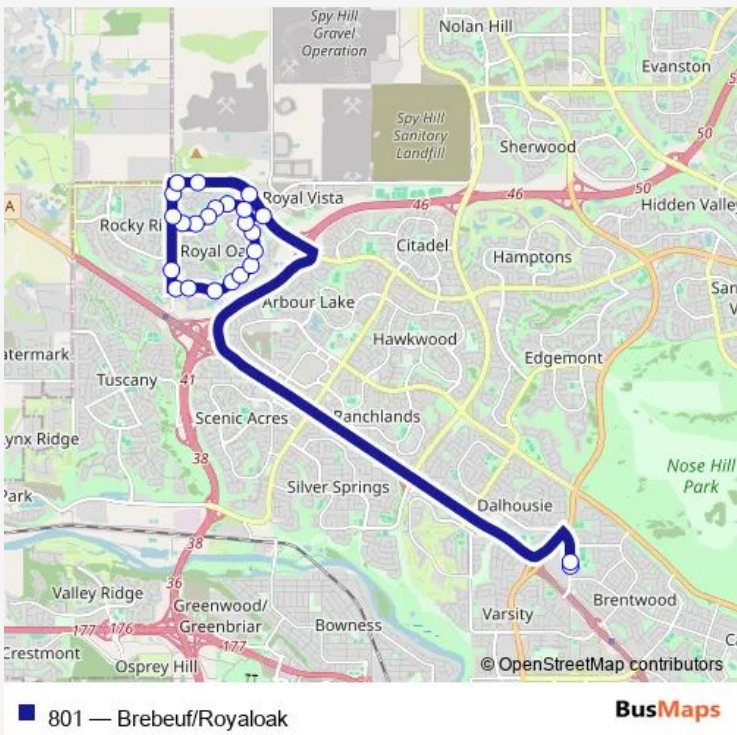 Spy Hill
Gravel
Operation
Nolan Hill
Evanston
Spy Hill
Sanitary
Landfill
Sherwood
50
50
46
46
Royal Vista
Hidden Valley
A
Rocky Ri
Royal Oa
Citadel
Hamptons
San
V
Arbour Lake
Hawkwood
Edgemont
atermark
Tuscany
41
Scenic Acres
Ranchlands
ynx Ridge
38
Nose Hill
Park
Silver Springs
Dalhousie
Park
38
36
Valley Ridge
Greenwood/
Greenbriar
Bowness
Varsity
Brentwood
177
176
177
Crestmont
Osprey Hill
© OpenStreetMap contributors
801 — Brebeuf/Royaloak
BusMaps